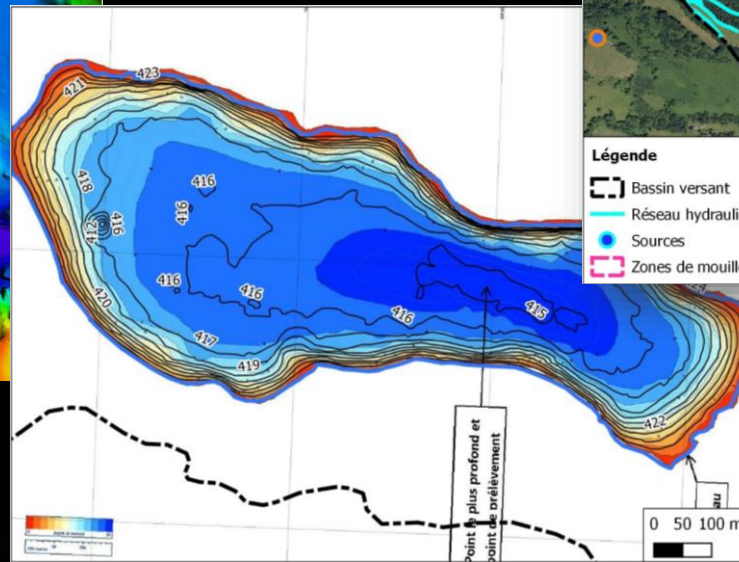 423
421
418
416
416
412
416
416
416
420
417
419
416
415
422
Point le plus profond et
point de prélèvement
Légende
Bassin versant
Réseau hydrauli
Sources
Zones de mouill
0 50 100 m